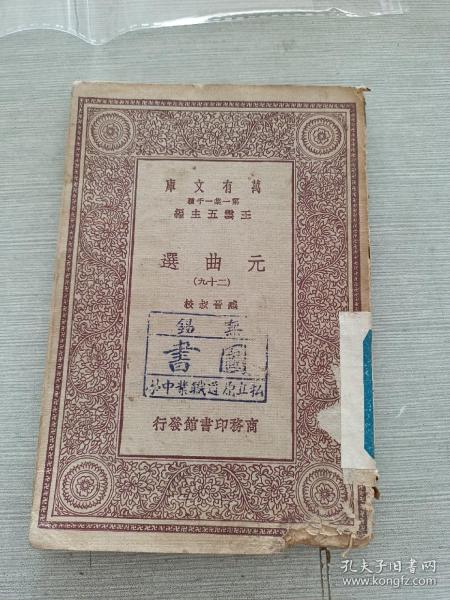 萬有文庫
第一集一千種
王雲五主編
元曲選
(二十九)
臧晉叔校
無錫
圖書
私立原道職業中學
商務印書館發行
孔夫子旧书网
www.kongfz.com